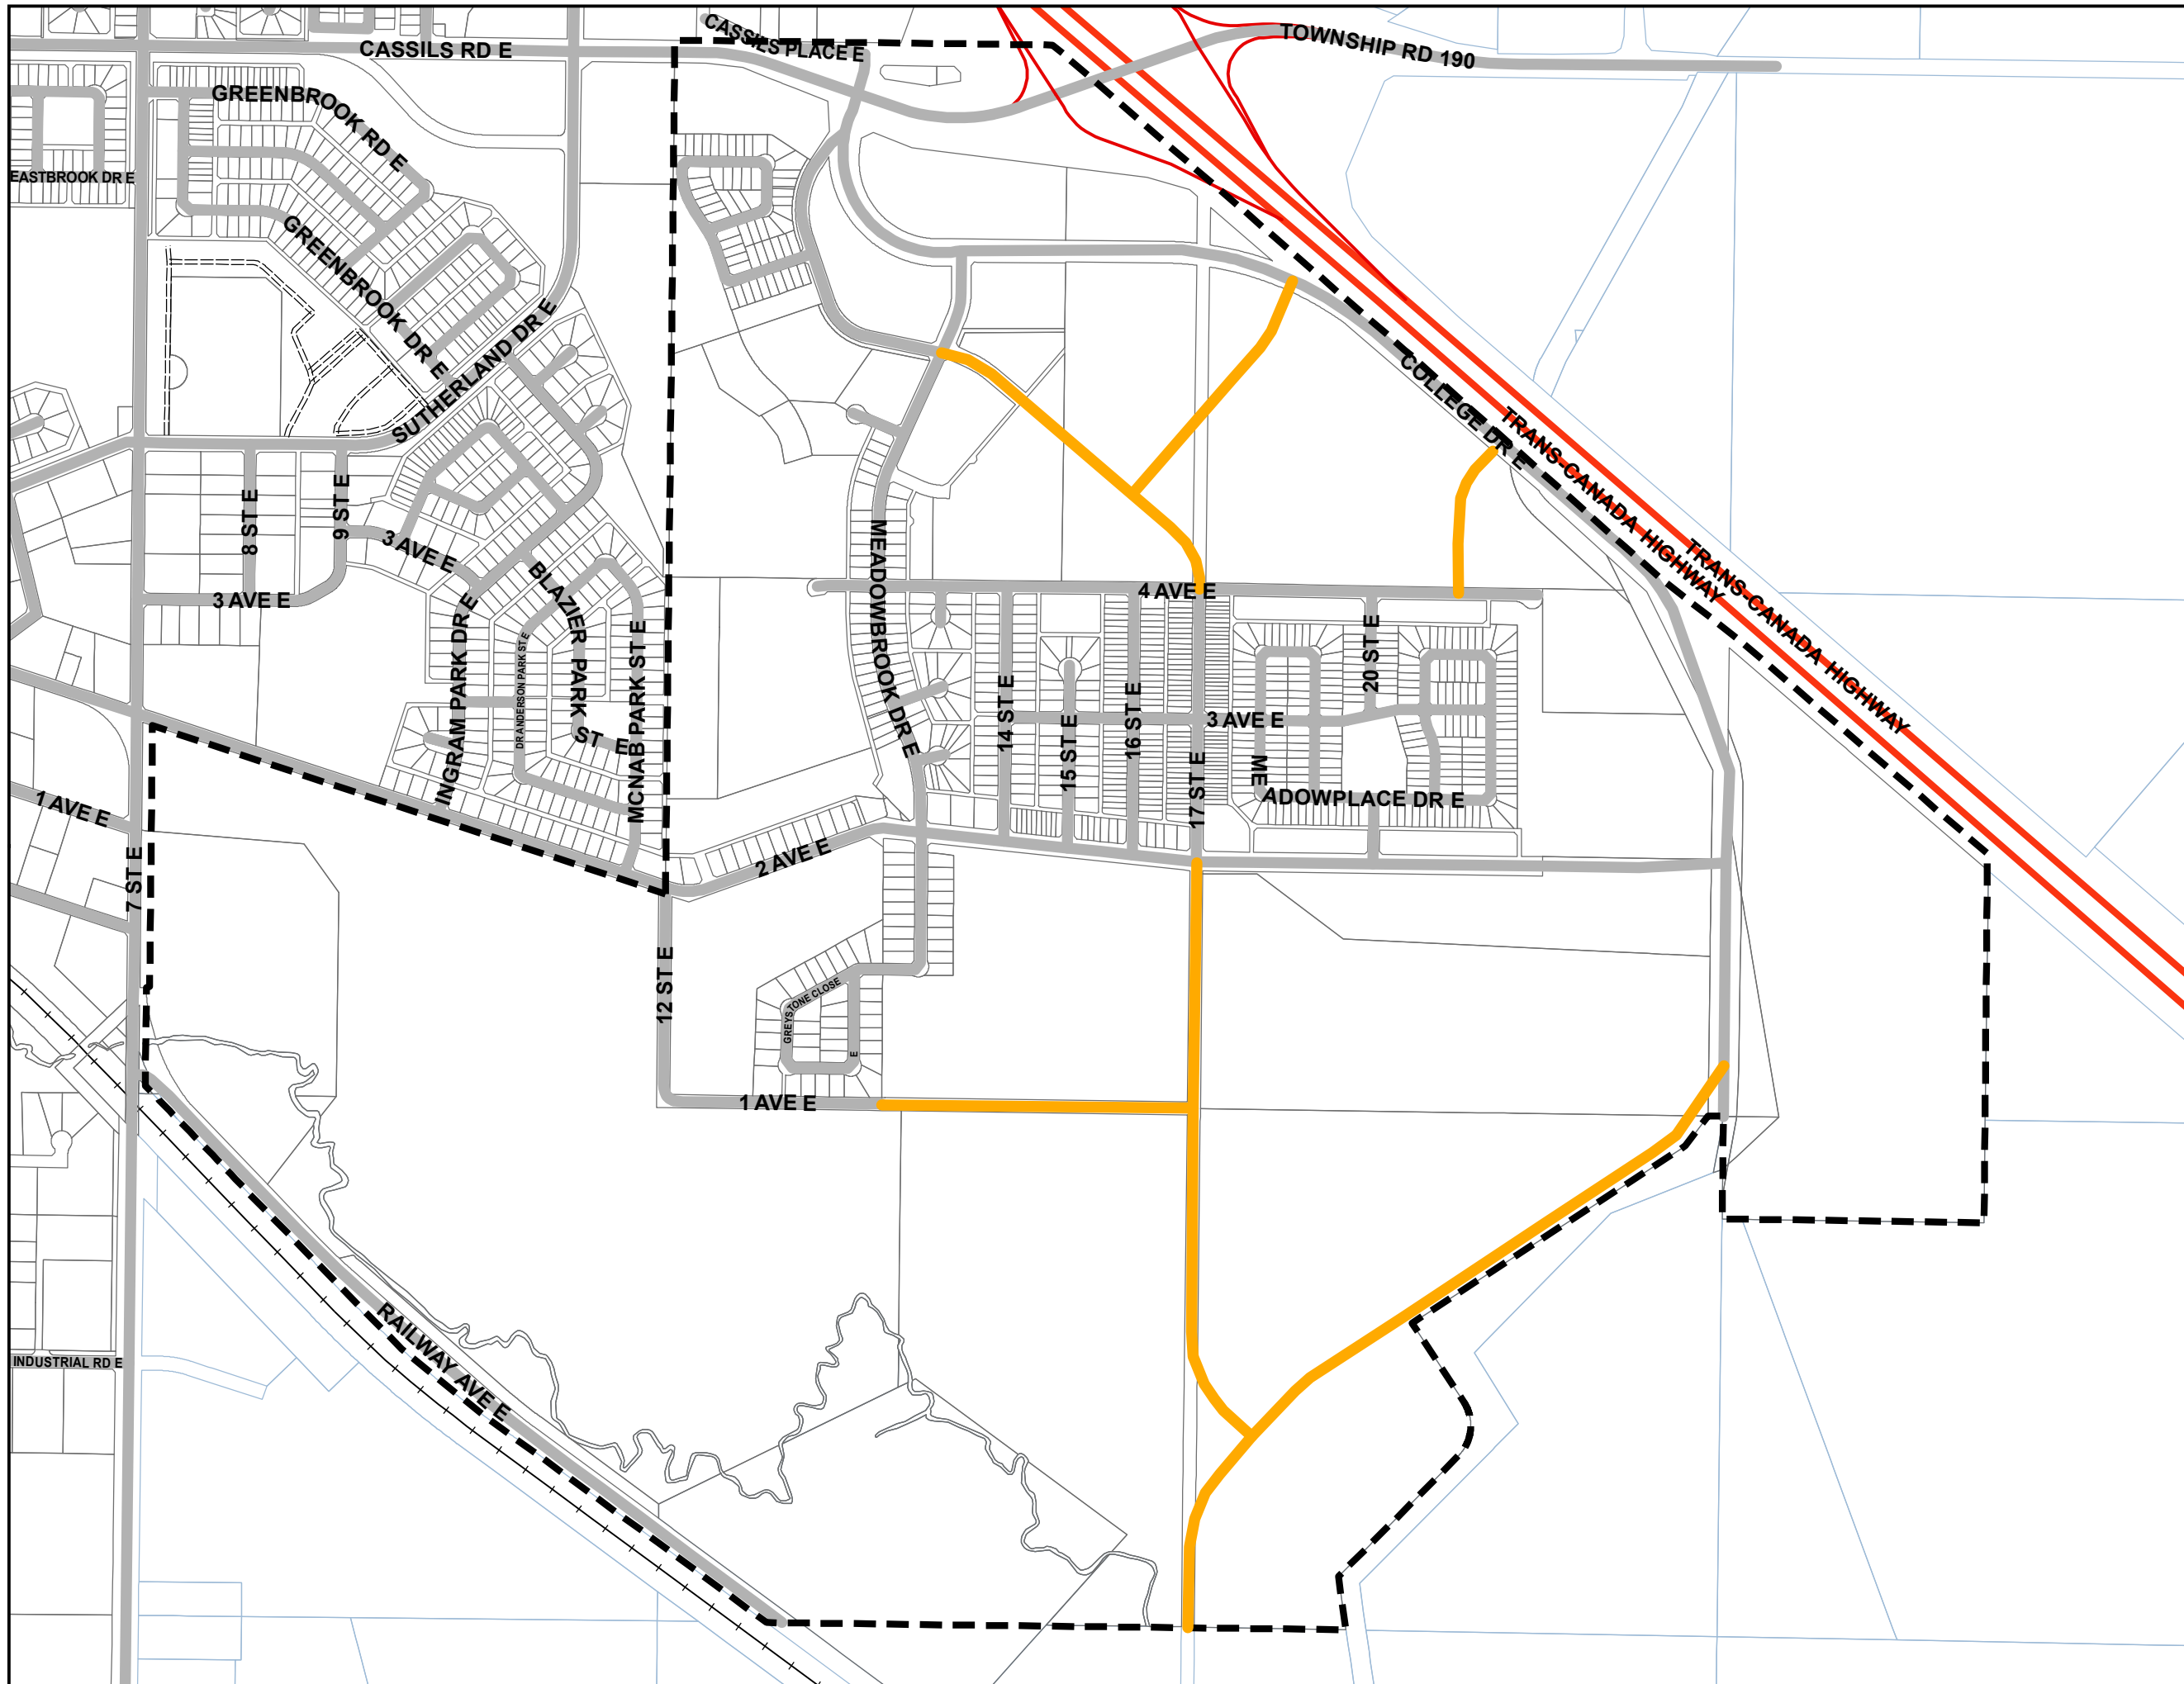 CASSILS RD E
CASSILS PLACE E
TOWNSHIP RD 190
GREENBROOK RD E
EASTBROOK DR E
GREENBROOK DR E
SUTHERLAND DR E
COLLEGE DR E
TRANS-CANADA HIGHWAY
TRANS-CANADA HIGHWAY
8 ST E
9 ST E
3 AVE E
3 AVE E
BLAZIER PARK ST E
INGRAM PARK DR E
DR ANDERSON PARK ST E
MCNAB PARK ST E
MEADOWBROOK DR E
4 AVE E
14 ST E
15 ST E
16 ST E
17 ST E
3 AVE E
20 ST E
MEADOWPLACE DR E
1 AVE E
7 ST E
2 AVE E
12 ST E
GREYSTONE CLOSE E
1 AVE E
RAILWAY AVE E
INDUSTRIAL RD E